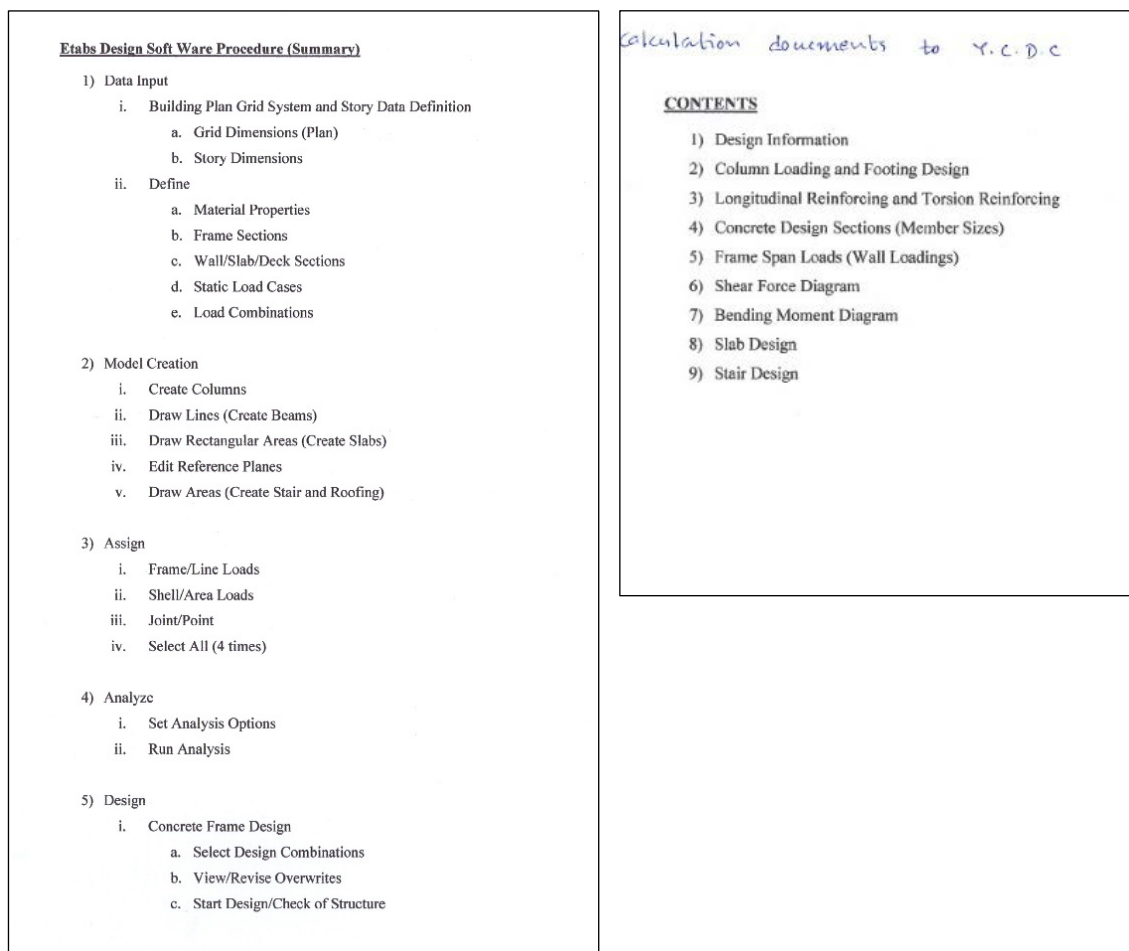 Etabs Design Soft Ware Procedure (Summary)
1) Data Input
i. Building Plan Grid System and Story Data Definition
a. Grid Dimensions (Plan)
b. Story Dimensions
ii. Define
a. Material Properties
b. Frame Sections
c. Wall/Slab/Deck Sections
d. Static Load Cases
e. Load Combinations
2) Model Creation
i. Create Columns
ii. Draw Lines (Create Beams)
iii. Draw Rectangular Areas (Create Slabs)
iv. Edit Reference Planes
v. Draw Areas (Create Stair and Roofing)
3) Assign
i. Frame/Line Loads
ii. Shell/Area Loads
iii. Joint/Point
iv. Select All (4 times)
4) Analyze
i. Set Analysis Options
ii. Run Analysis
5) Design
i. Concrete Frame Design
a. Select Design Combinations
b. View/Revise Overwrites
c. Start Design/Check of Structure
Calculation doucments to Y.C.D.C
CONTENTS
1) Design Information
2) Column Loading and Footing Design
3) Longitudinal Reinforcing and Torsion Reinforcing
4) Concrete Design Sections (Member Sizes)
5) Frame Span Loads (Wall Loadings)
6) Shear Force Diagram
7) Bending Moment Diagram
8) Slab Design
9) Stair Design